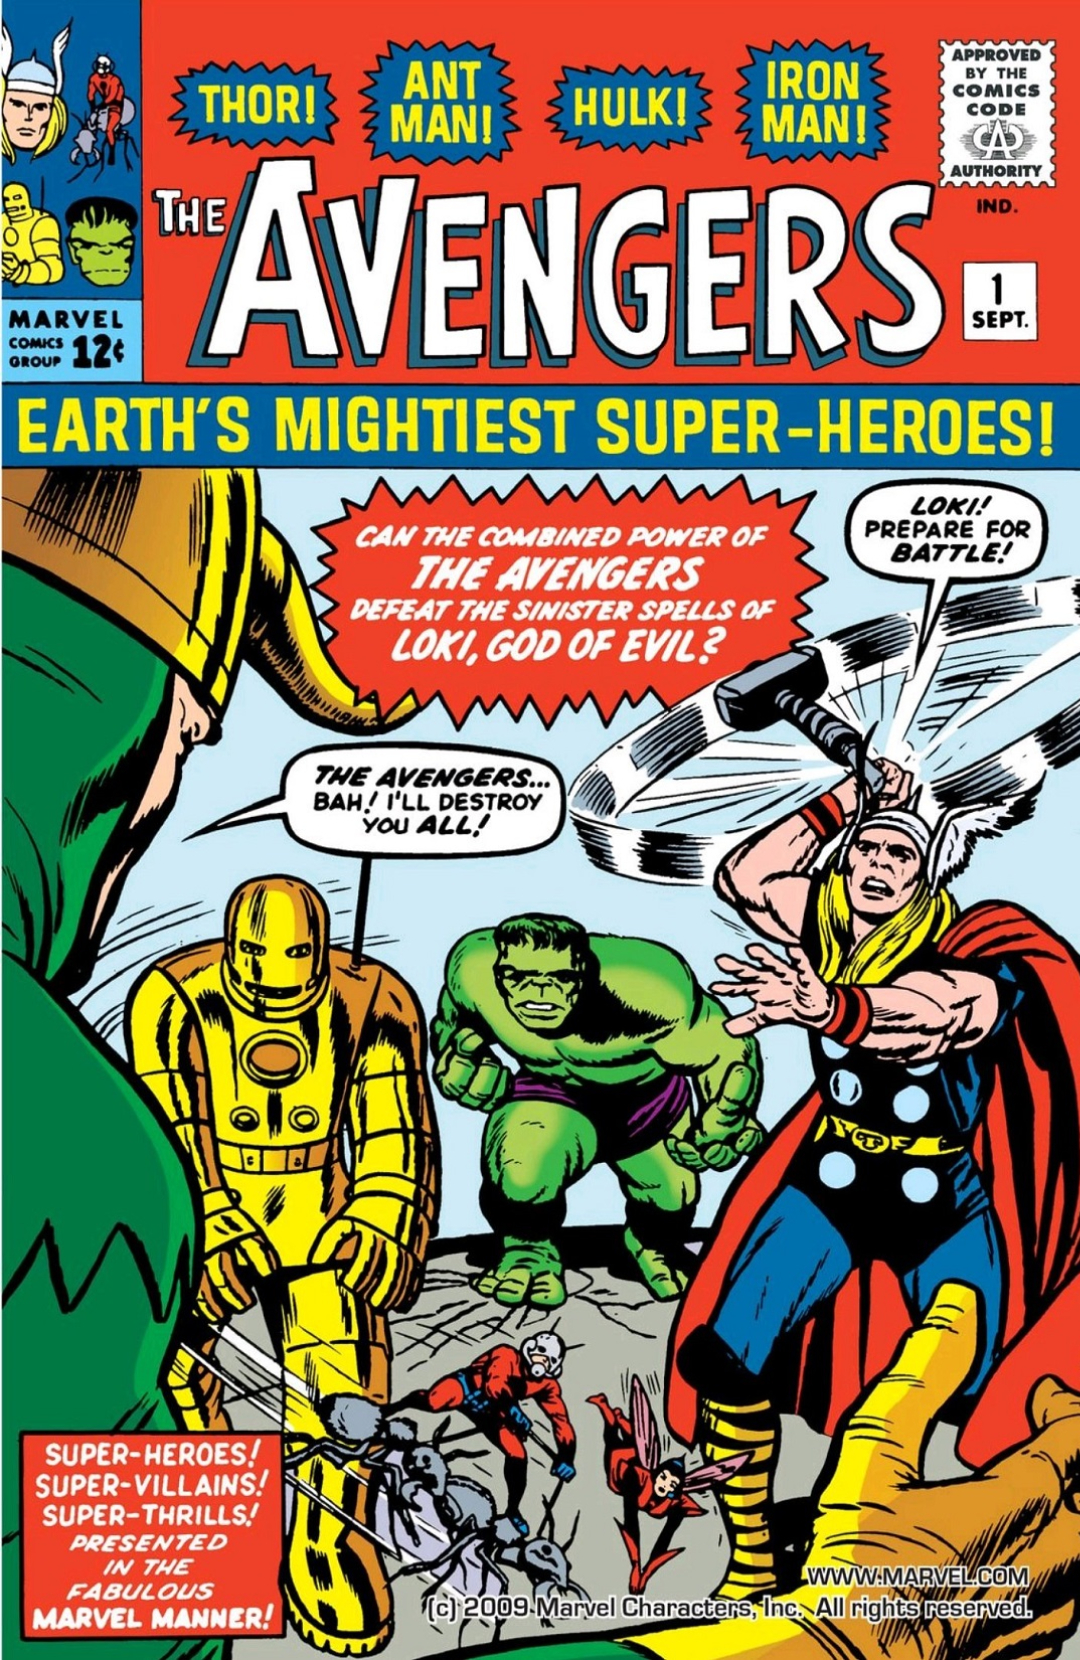 THOR!
ANT
MAN!
HULK!
IRON
MAN!
APPROVED
BY THE
COMICS
CODE
CA
AUTHORITY
IND.
THE AVENGERS
1
SEPT.
MARVEL
COMICS
GROUP 12¢
EARTH'S MIGHTIEST SUPER-HEROES!
CAN THE COMBINED POWER OF
THE AVENGERS
DEFEAT THE SINISTER SPELLS OF
LOKI, GOD OF EVIL?
LOKI!
PREPARE FOR
BATTLE!
THE AVENGERS...
BAH! I'LL DESTROY
YOU ALL!
T
SUPER-HEROES!
SUPER-VILLAINS!
SUPER-THRILLS!
PRESENTED
IN THE
FABULOUS
MARVEL MANNER!
WWW.MARVEL.COM
(c) 2009 Marvel Characters, Inc. All rights reserved.